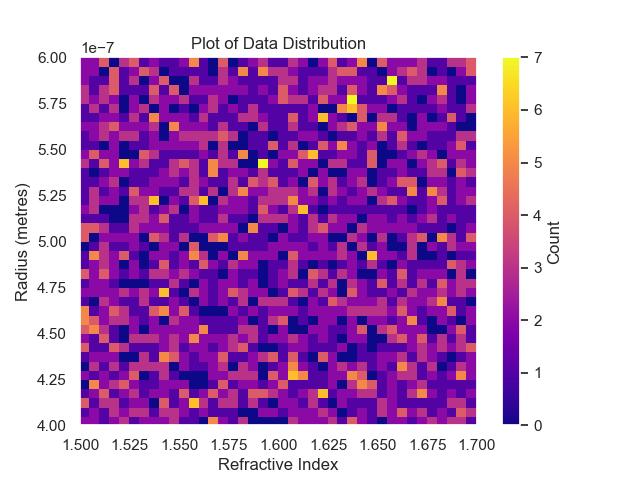 Plot of Data Distribution
1e−7
6.00
5.75
5.50
5.25
5.00
4.75
4.50
4.25
4.00
Radius (metres)
1.500 1.525 1.550 1.575 1.600 1.625 1.650 1.675 1.700
Refractive Index
7
6
5
4
3
2
1
0
Count